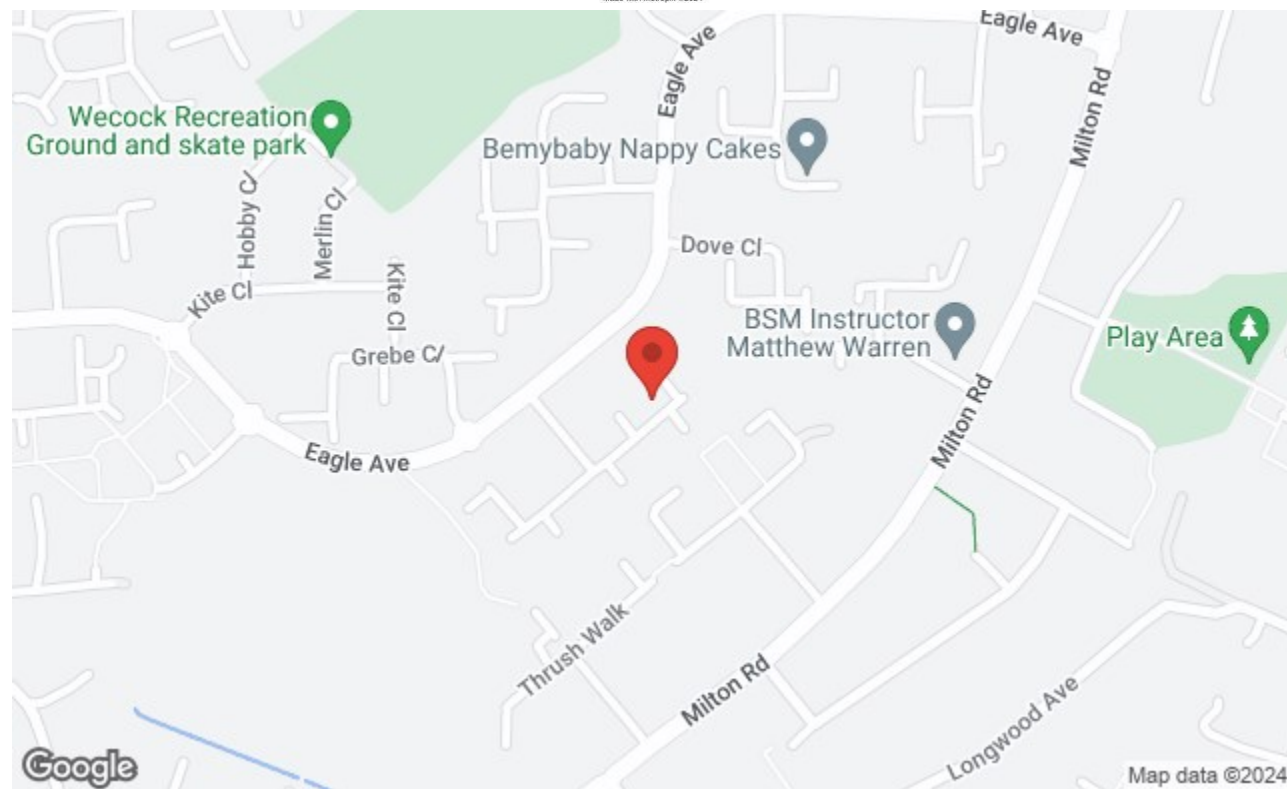 Eagle Ave
Eagle Ave
Wecock Recreation
Ground and skate park
Bemybaby Nappy Cakes
Milton Rd
Hobby Cl
Merlin Cl
Dove Cl
Kite Cl
Kite Cl
BSM Instructor
Matthew Warren
Play Area
Grebe Cl
Milton Rd
Eagle Ave
Thrush Walk
Milton Rd
Longwood Ave
Google
Map data ©2024